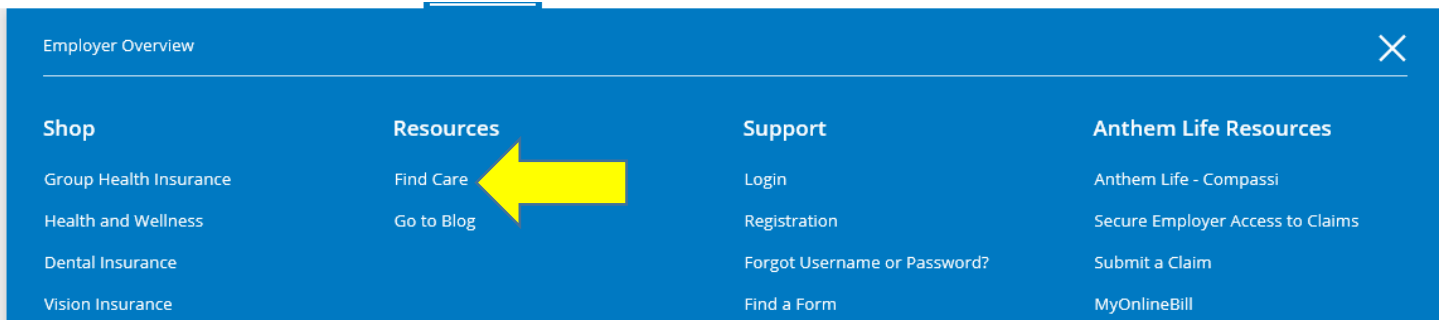 Employer Overview
Shop
Group Health Insurance
Health and Wellness
Dental Insurance
Vision Insurance
Resources
Find Care
Go to Blog
Support
Login
Registration
Forgot Username or Password?
Find a Form
Anthem Life Resources
Anthem Life - Compassi
Secure Employer Access to Claims
Submit a Claim
MyOnlineBill